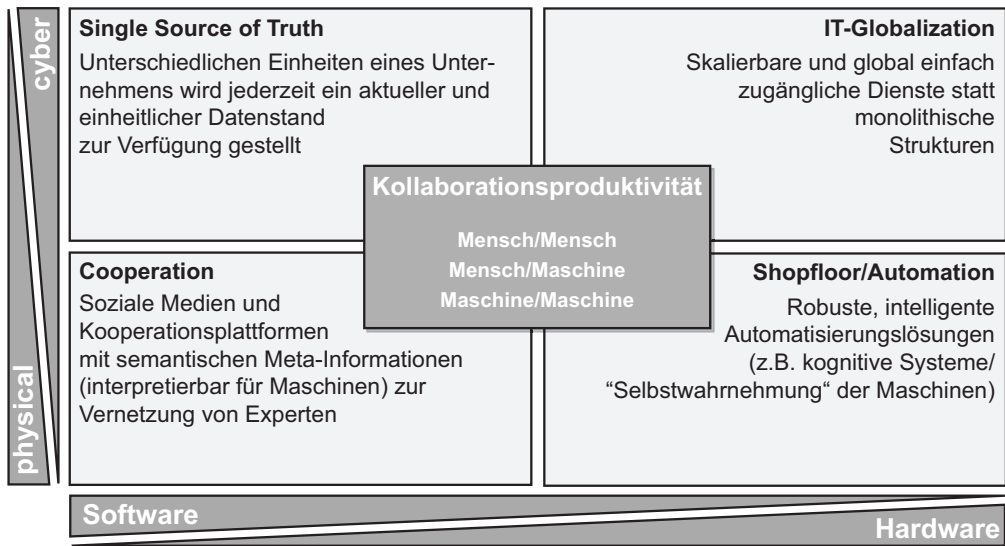 cyber
physical
Single Source of Truth
Unterschiedlichen Einheiten eines Unter-
nehmens wird jederzeit ein aktueller und
einheitlicher Datenstand
zur Verfügung gestellt
IT-Globalization
Skalierbare und global einfach
zugängliche Dienste statt
monolithische
Strukturen
Kollaborationsproduktivität
Mensch/Mensch
Mensch/Maschine
Maschine/Maschine
Cooperation
Soziale Medien und
Kooperationsplattformen
mit semantischen Meta-Informationen
(interpretierbar für Maschinen) zur
Vernetzung von Experten
Shopfloor/Automation
Robuste, intelligente
Automatisierungslösungen
(z.B. kognitive Systeme/
“Selbstwahrnehmung“ der Maschinen)
Software
Hardware